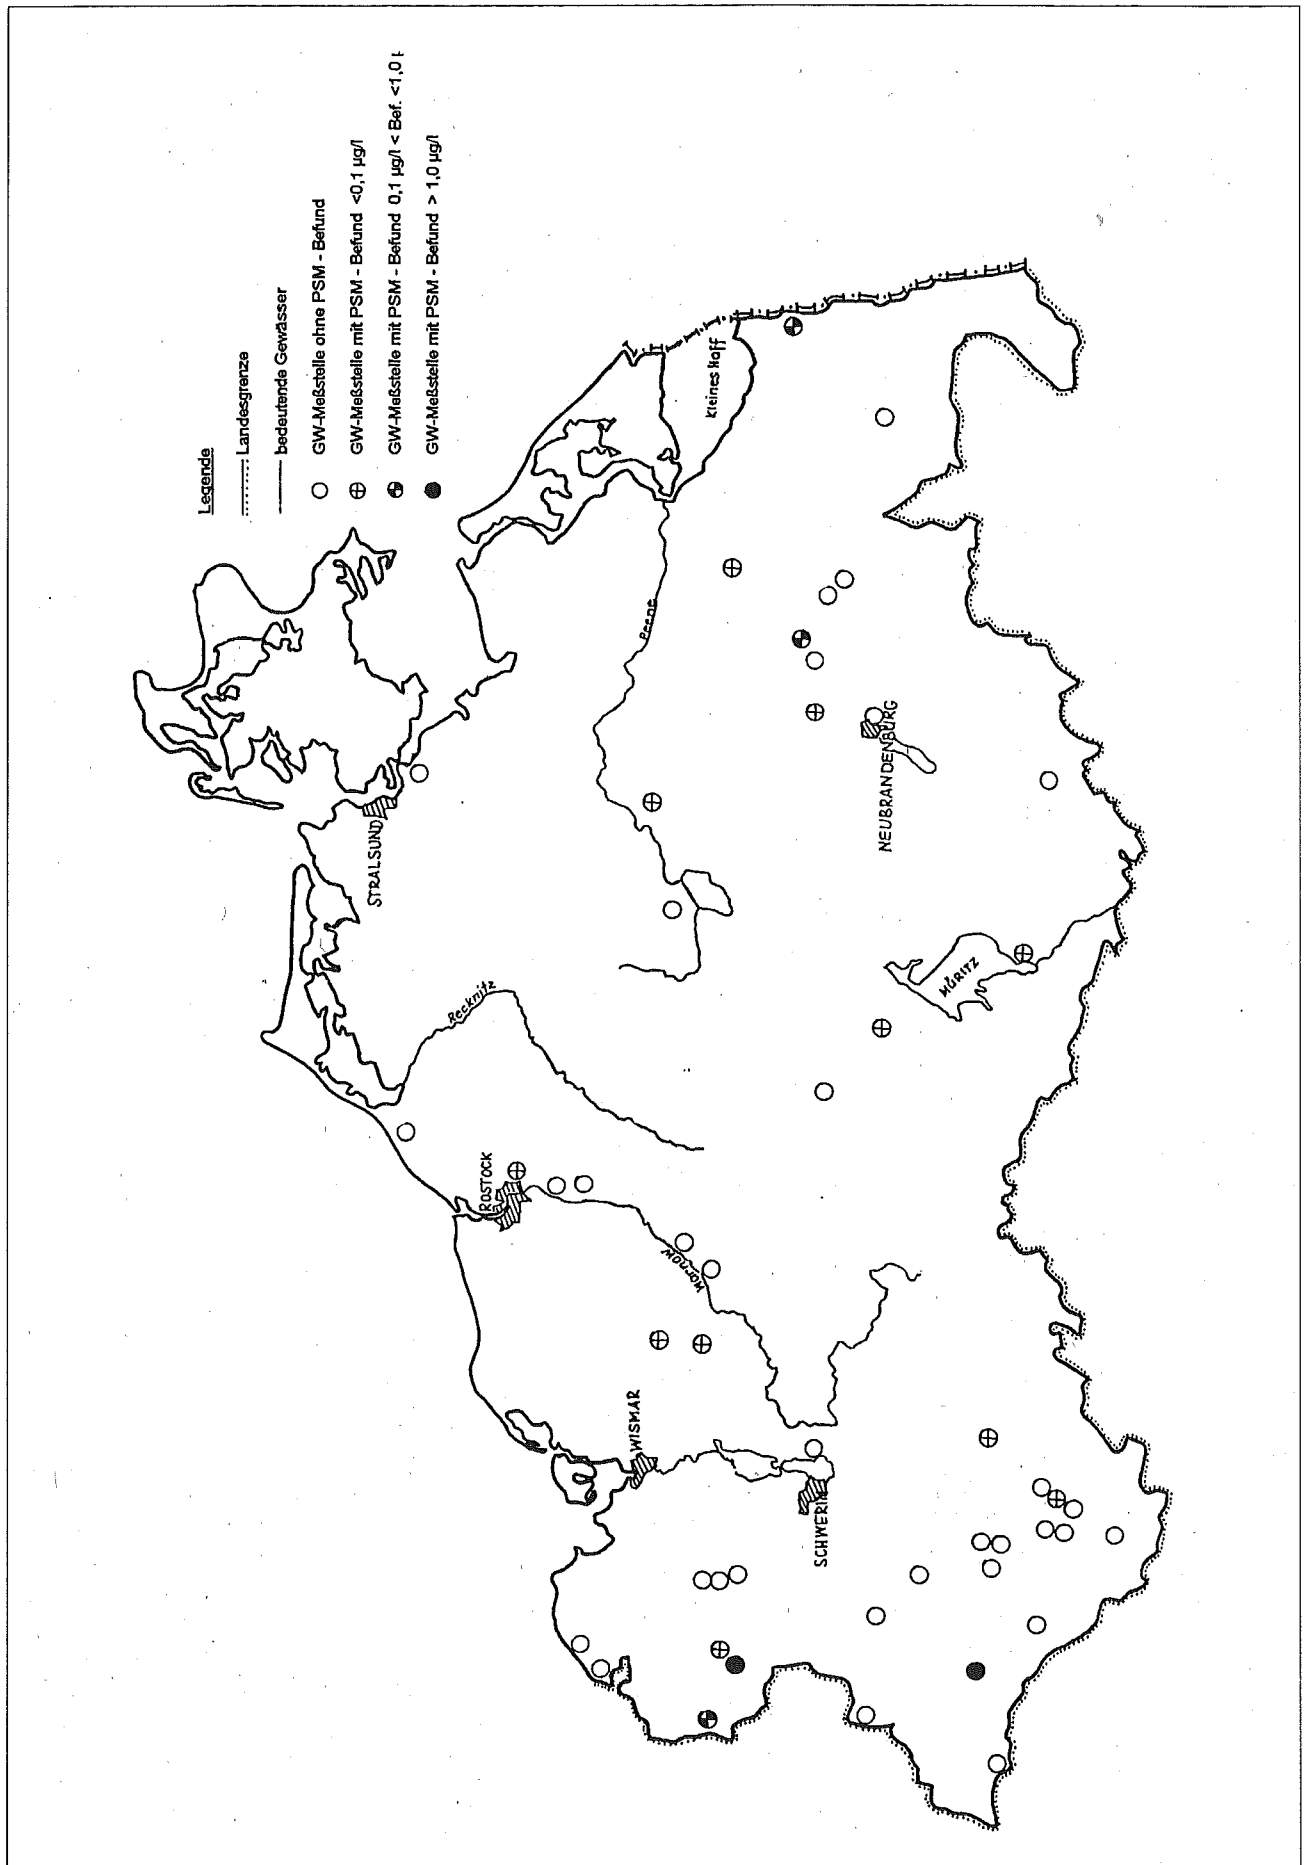 Legende
Landesgrenze
bedeutende Gewässer
GW-Meßstelle ohne PSM - Befund
GW-Meßstelle mit PSM - Befund <0,1 µg/l
GW-Meßstelle mit PSM - Befund 0,1 µg/l < Bef. <1,0
GW-Meßstelle mit PSM - Befund > 1,0 µg/l
STRALSUND
Recknitz
ROSTOCK
Peene
Kleines Haff
Warnow
WISMAR
NEUBRANDENBURG
MÜRITZ
SCHWERIN